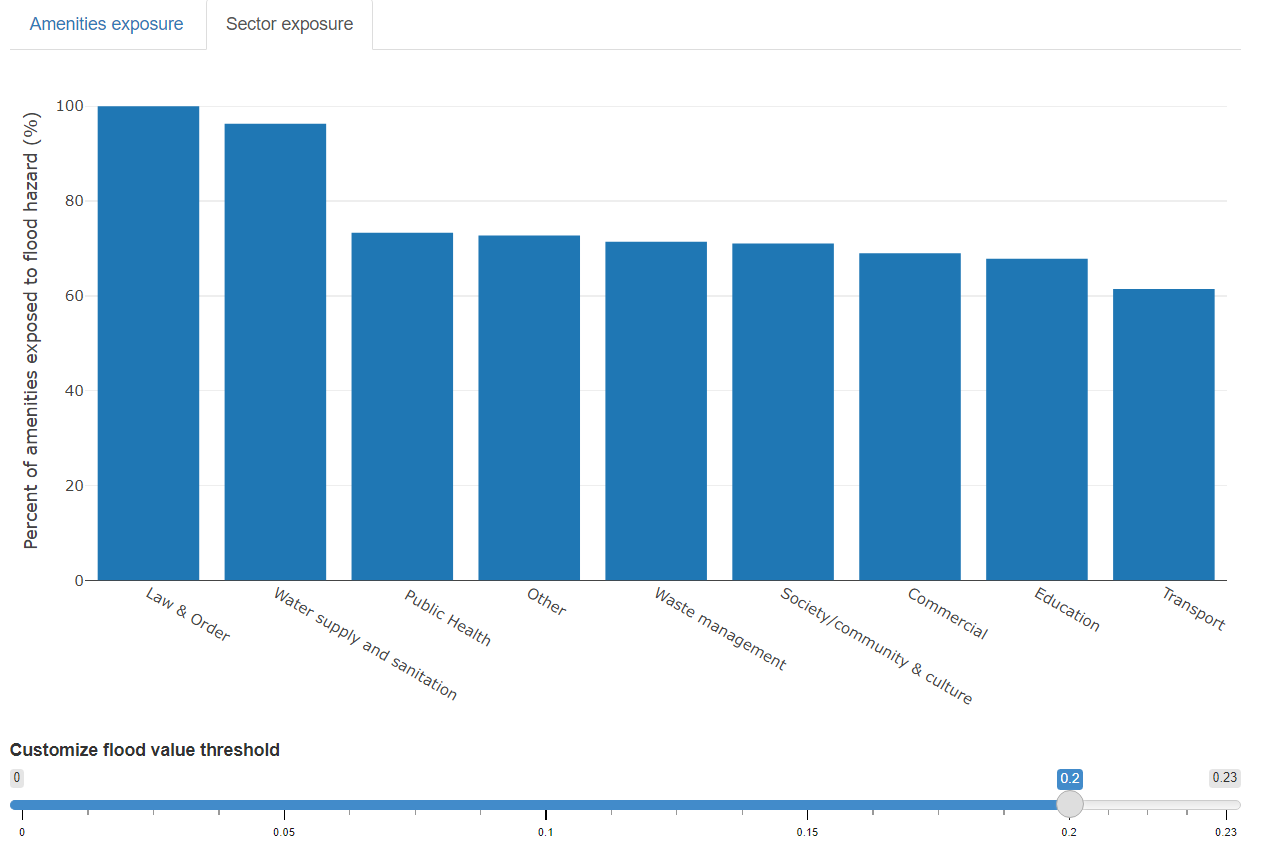 Amenities exposure
Sector exposure
Percent of amenities exposed to flood hazard (%)
100
80
60
40
20
0
Law & Order
Water supply and sanitation
Public Health
Other
Waste management
Society/community & culture
Commercial
Education
Transport
Customize flood value threshold
0
0.2
0.23
0
0.05
0.1
0.15
0.2
0.23